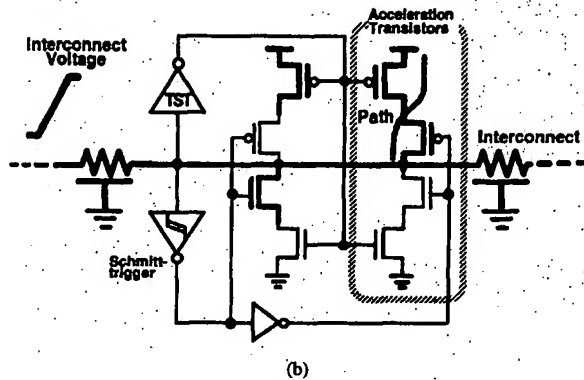 Acceleration
Transistors
Interconnect
Voltage
TST
Path
Interconnect
Schmitt-
trigger
(b)